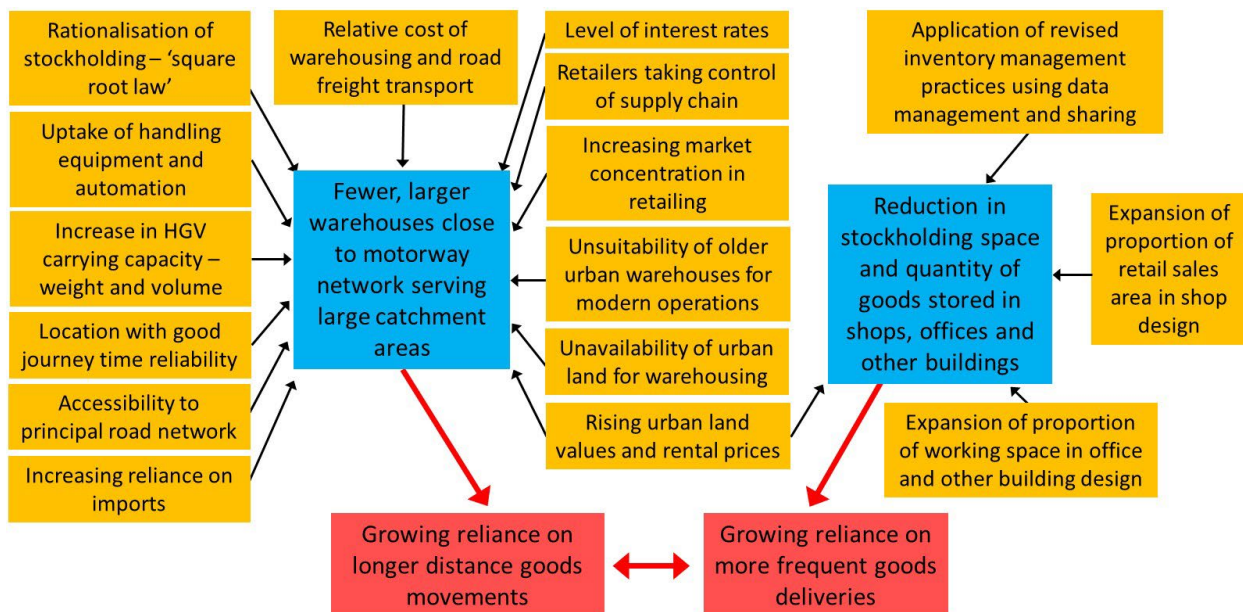 Rationalisation of
stockholding – ‘square
root law’
Uptake of handling
equipment and
automation
Increase in HGV
carrying capacity –
weight and volume
Location with good
journey time reliability
Accessibility to
principal road network
Increasing reliance on
imports
Relative cost of
warehousing and road
freight transport
Fewer, larger
warehouses close
to motorway
network serving
large catchment
areas
Level of interest rates
Retailers taking control
of supply chain
Increasing market
concentration in
retailing
Unsuitability of older
urban warehouses for
modern operations
Unavailability of urban
land for warehousing
Rising urban land
values and rental prices
Application of revised
inventory management
practices using data
management and sharing
Reduction in
stockholding space
and quantity of
goods stored in
shops, offices and
other buildings
Expansion of
proportion of
retail sales
area in shop
design
Expansion of proportion
of working space in office
and other building design
Growing reliance on
longer distance goods
movements
Growing reliance on
more frequent goods
deliveries